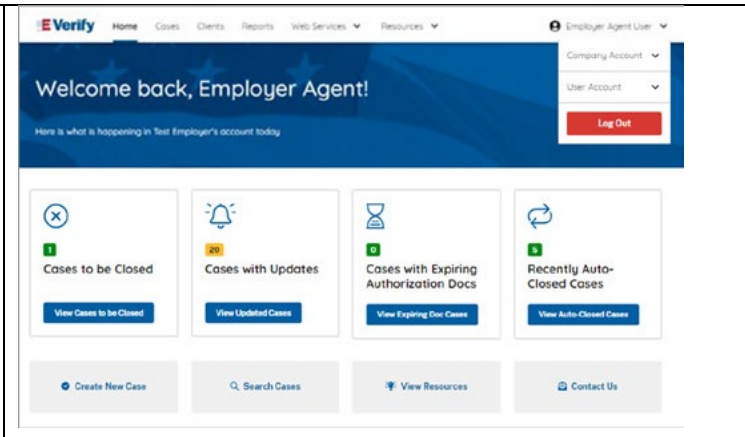 E Verify Home Cases Clients Reports Web Services Resources Employer Agent User
Company Account
User Account
Log Out
Welcome back, Employer Agent!
Here is what is happening in Test Employer's account today
1
Cases to be Closed
View Cases to be Closed
20
Cases with Updates
View Updated Cases
0
Cases with Expiring
Authorization Docs
View Expiring Doc Cases
5
Recently Auto-
Closed Cases
View Auto-Closed Cases
Create New Case
Search Cases
View Resources
Contact Us